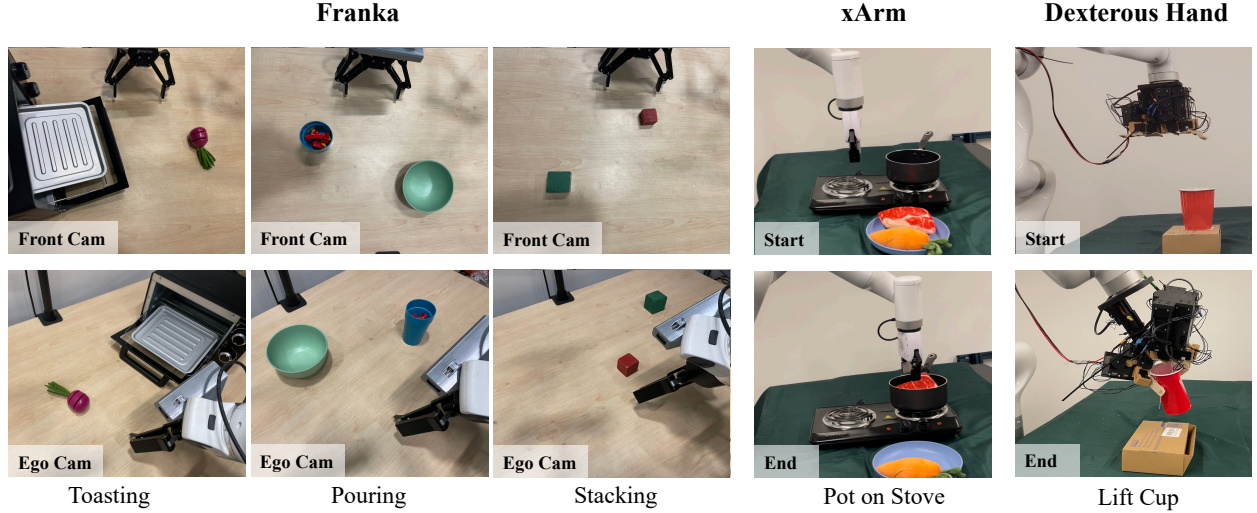 Franka
xArm
Dexterous Hand
Front Cam
Front Cam
Front Cam
Start
Start
Ego Cam
Ego Cam
Ego Cam
End
End
Toasting
Pouring
Stacking
Pot on Stove
Lift Cup